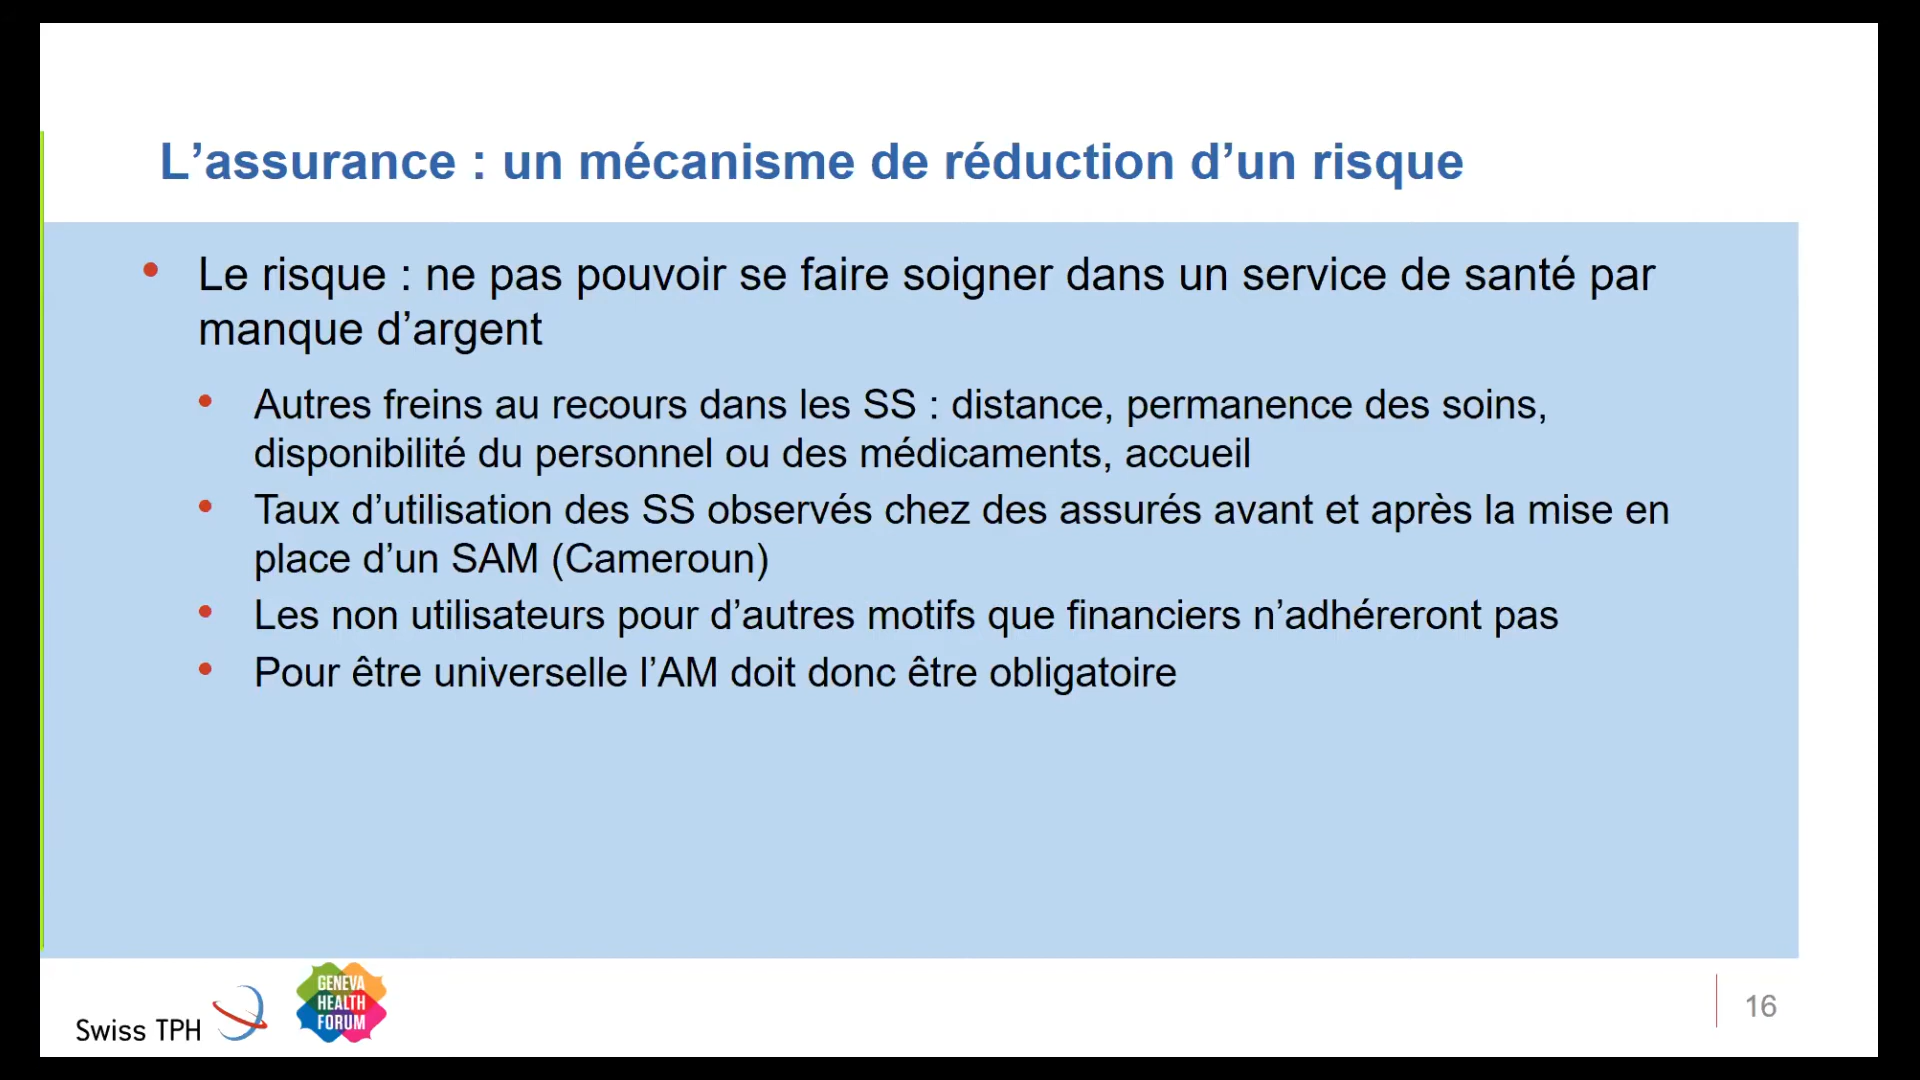 L’assurance : un mécanisme de réduction d’un risque
• Le risque : ne pas pouvoir se faire soigner dans un service de santé par
manque d’argent
• Autres freins au recours dans les SS : distance, permanence des soins,
disponibilité du personnel ou des médicaments, accueil
• Taux d’utilisation des SS observés chez des assurés avant et après la mise en
place d’un SAM (Cameroun)
• Les non utilisateurs pour d’autres motifs que financiers n’adhéreront pas
• Pour être universelle l’AM doit donc être obligatoire
Swiss TPH
GENEVA
HEALTH
FORUM
16